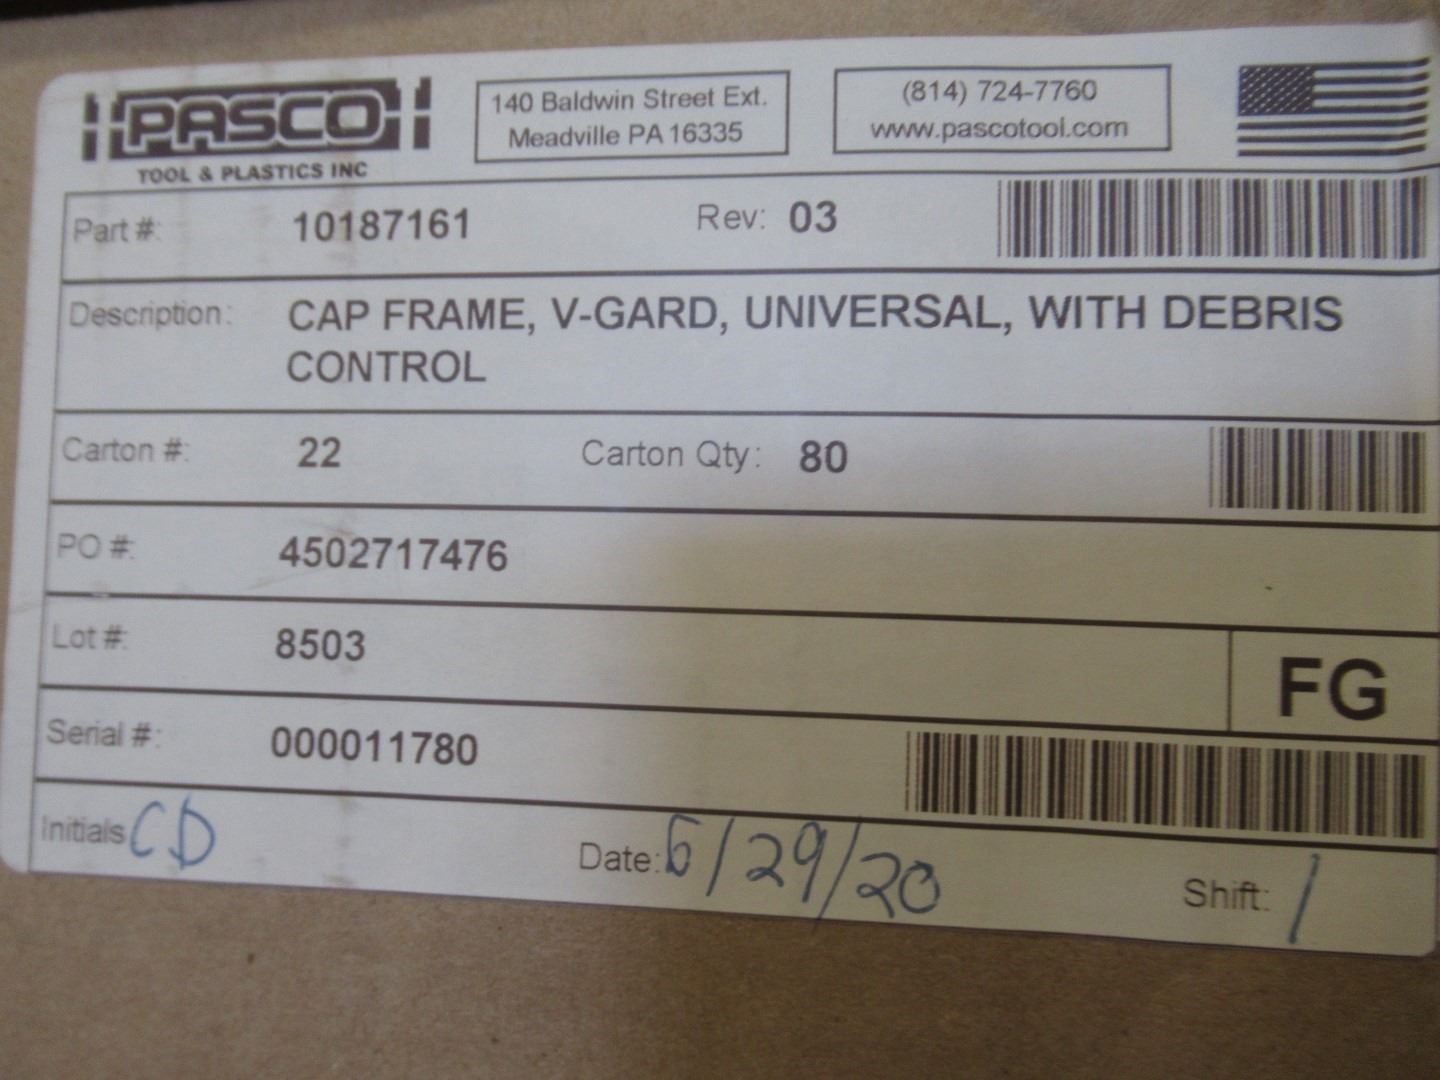 PASCO
TOOL & PLASTICS INC
140 Baldwin Street Ext.
Meadville PA 16335
(814) 724-7760
www.pascotool.com
Part #: 10187161 Rev: 03
Description: CAP FRAME, V-GARD, UNIVERSAL, WITH DEBRIS
CONTROL
Carton #: 22 Carton Qty: 80
PO #: 4502717476
Lot #: 8503
FG
Serial #: 000011780
Initials CD Date: 6/29/20 Shift: 1